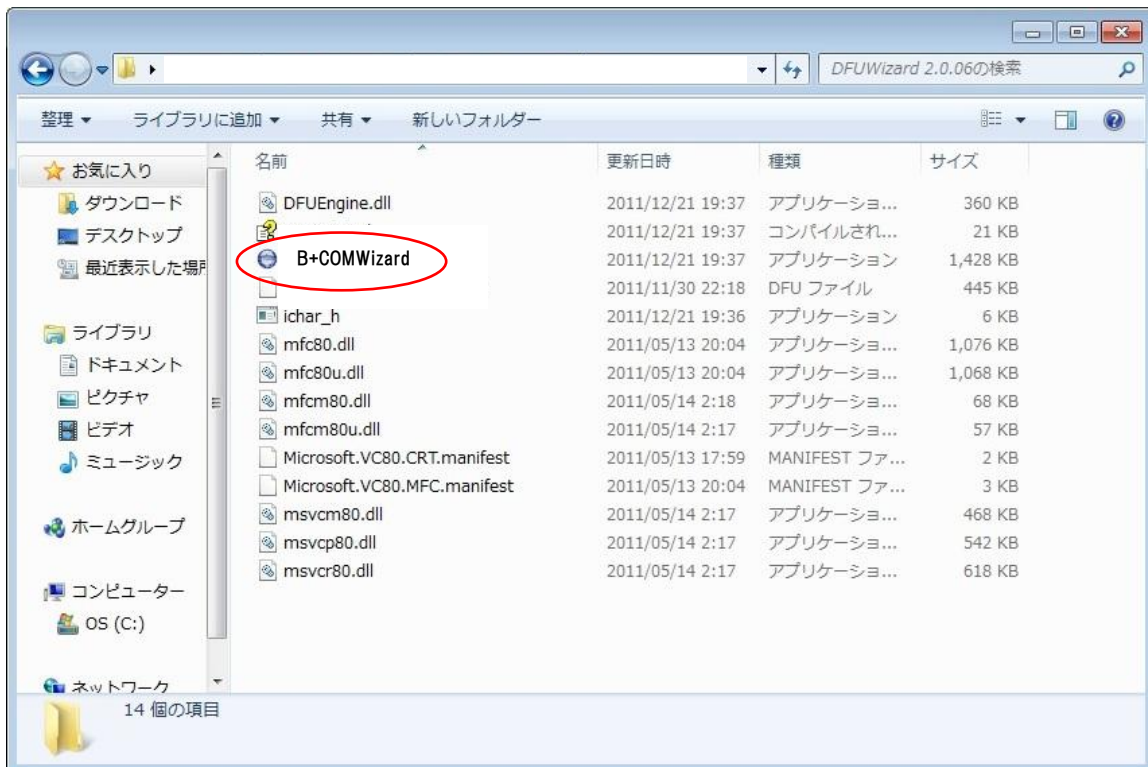 DFUWizard 2.0.06の検索
整理 ライブラリに追加 共有 新しいフォルダー
お気に入り
ダウンロード
デスクトップ
最近表示した場所
ライブラリ
ドキュメント
ピクチャ
ビデオ
ミュージック
ホームグループ
コンピューター
OS (C:)
ネットワーク
名前 更新日時 種類 サイズ
DFUEngine.dll 2011/12/21 19:37 アプリケーショ... 360 KB
2011/12/21 19:37 コンパイルされ... 21 KB
B+COMWizard 2011/12/21 19:37 アプリケーション 1,428 KB
2011/11/30 22:18 DFU ファイル 445 KB
ichar_h 2011/12/21 19:36 アプリケーション 6 KB
mfc80.dll 2011/05/13 20:04 アプリケーショ... 1,076 KB
mfc80u.dll 2011/05/13 20:04 アプリケーショ... 1,068 KB
mfcm80.dll 2011/05/14 2:18 アプリケーショ... 68 KB
mfcm80u.dll 2011/05/14 2:17 アプリケーショ... 57 KB
Microsoft.VC80.CRT.manifest 2011/05/13 17:59 MANIFEST ファ... 2 KB
Microsoft.VC80.MFC.manifest 2011/05/13 20:04 MANIFEST ファ... 3 KB
msvcm80.dll 2011/05/14 2:17 アプリケーショ... 468 KB
msvcp80.dll 2011/05/14 2:17 アプリケーショ... 542 KB
msvcr80.dll 2011/05/14 2:17 アプリケーショ... 618 KB
14 個の項目